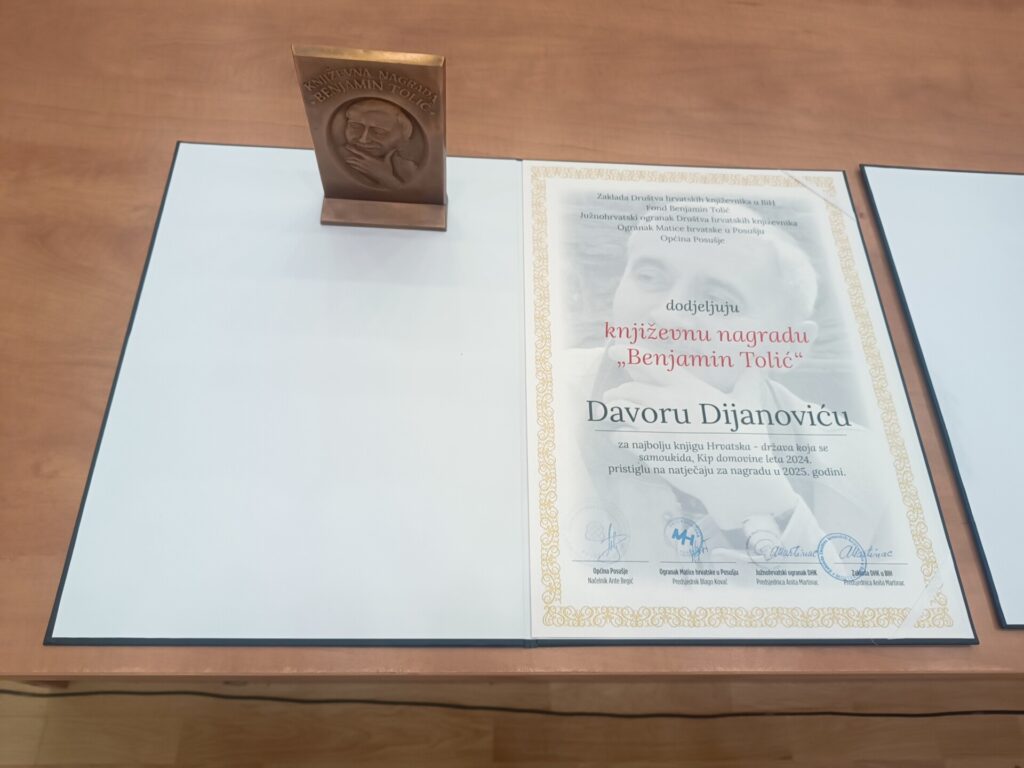 KNJIŽEVNA NAGRADA
"BENJAMIN TOLIĆ"
Zaklada Društva hrvatskih književnika u BiH
Fond Benjamin Tolić
Južnohrvatski ogranak Društva hrvatskih književnika
Ogranak Matice hrvatske u Posušju
Općina Posušje
dodjeljuju
književnu nagradu
„Benjamin Tolić“
Davoru Dijanoviću
za najbolju knjigu Hrvatska - država koja se
samoukida, Kip domovine leta 2024.
pristiglu na natječaju za nagradu u 2025. godini.
MH
AMartinac
AMartinac
Općina Posušje
Načelnik Ante Begić
Ogranak Matice hrvatske u Posušju
Predsjednik Blago Kovač
Južnohrvatski ogranak DHK
Predsjednica Anita Martinac
Zaklada DHK u BIH
Predsjednica Anita Martinac